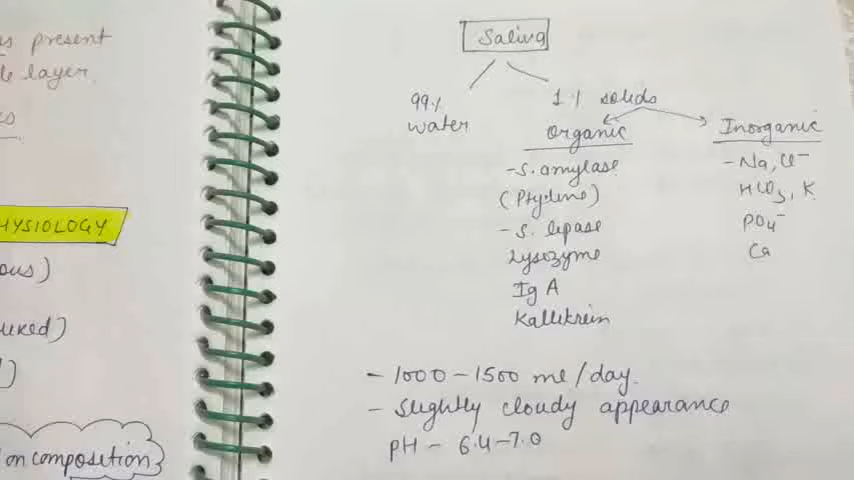 present
layer
HYSIOLOGY
ous)
uked)
on composition
Saliva
99%
water
1% solids
Organic
- S. amylase
(Ptyline)
- S. lipase
Lysozyme
Ig A
Kallikrein
Inorganic
- Na, Cl⁻
HCO3, K
PO4⁻
Ca
- 1000 - 1500 ml/day.
- slightly cloudy appearance
pH - 6.4-7.0